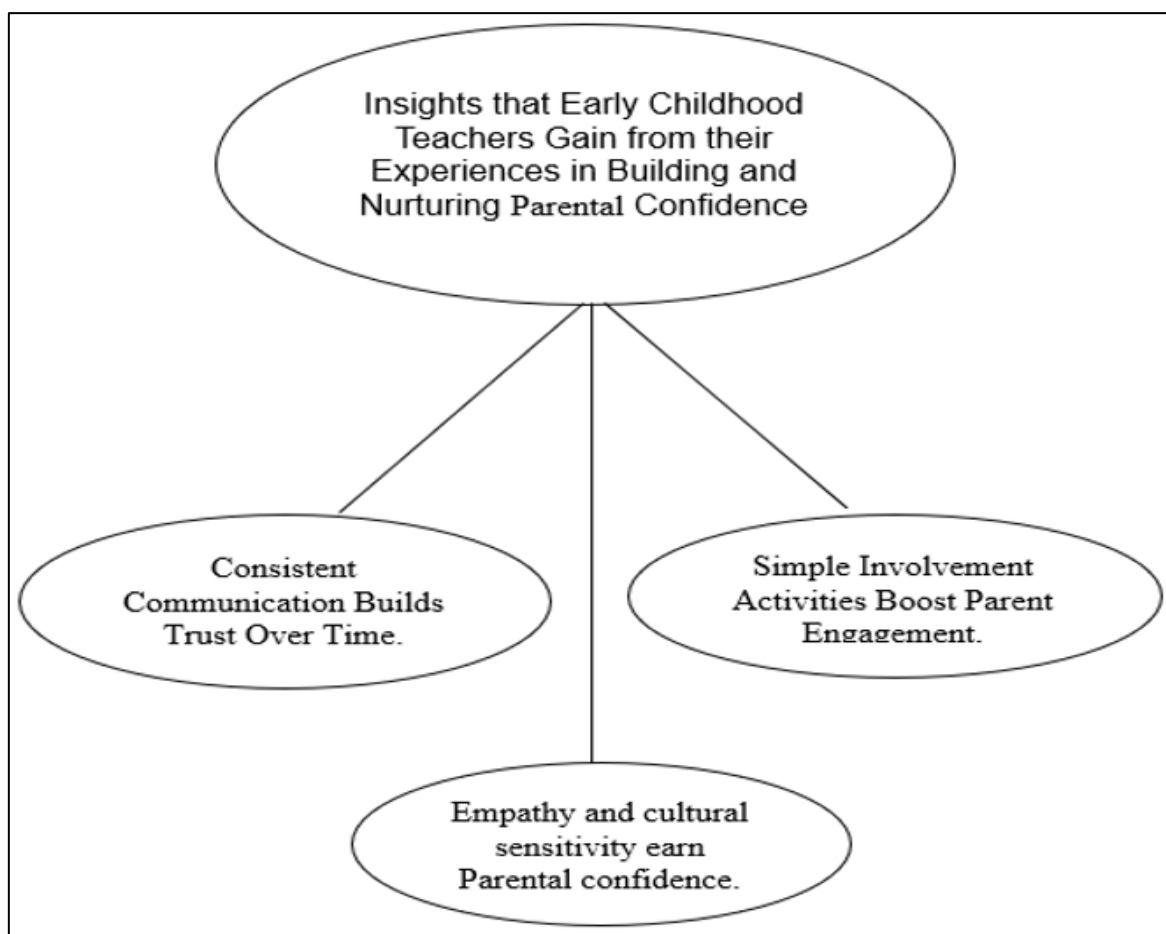 Insights that Early Childhood
Teachers Gain from their
Experiences in Building and
Nurturing Parental Confidence
Consistent
Communication Builds
Trust Over Time.
Simple Involvement
Activities Boost Parent
Engagement.
Empathy and cultural
sensitivity earn
Parental confidence.